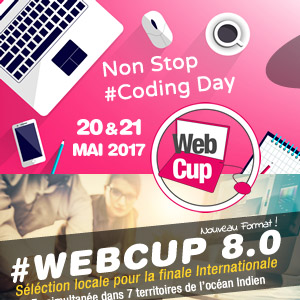 Non Stop
#Coding Day
20 & 21
MAI 2017
Web
Cup
Nouveau Format !
#WEBCUP 8.0
Séléction locale pour la finale Internationale
simultanée dans 7 territoires de l'océan Indien